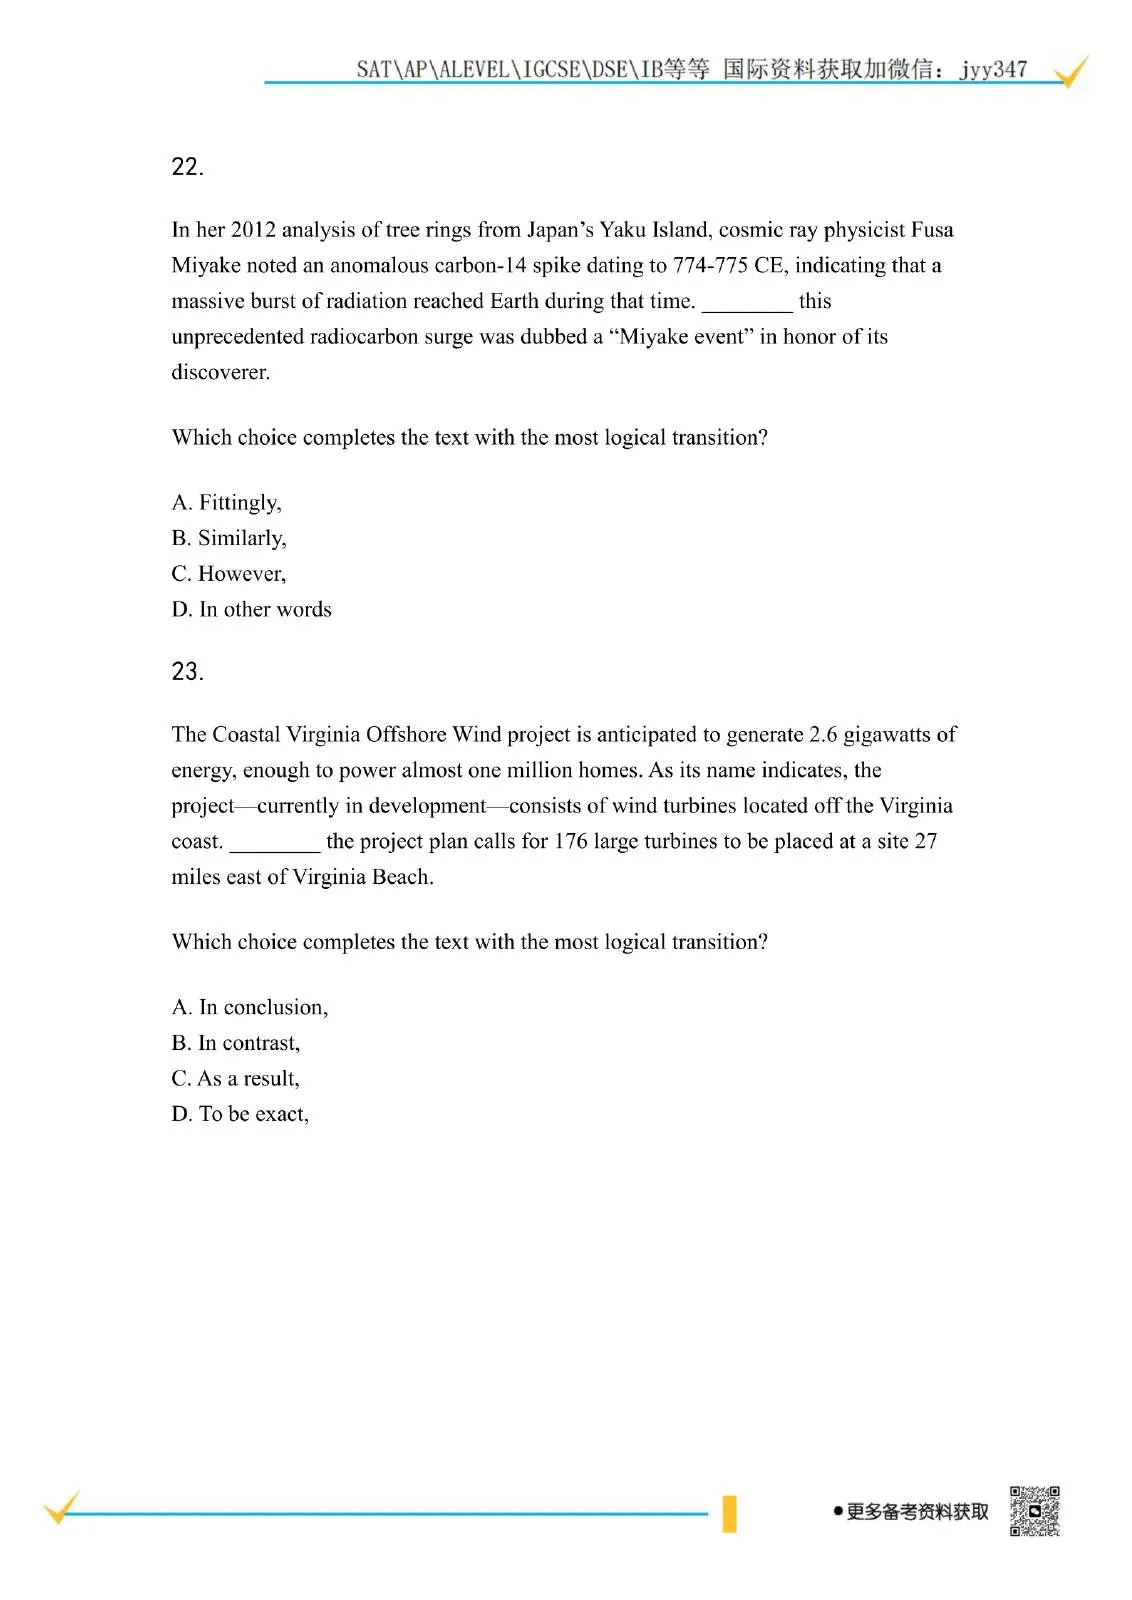 SAT\AP\ALEVEL\IGCSE\DSE\IB等等 国际资料获取加微信：jyy347
22.
In her 2012 analysis of tree rings from Japan’s Yaku Island, cosmic ray physicist Fusa
Miyake noted an anomalous carbon-14 spike dating to 774-775 CE, indicating that a
massive burst of radiation reached Earth during that time. ________ this
unprecedented radiocarbon surge was dubbed a “Miyake event” in honor of its
discoverer.
Which choice completes the text with the most logical transition?
A. Fittingly,
B. Similarly,
C. However,
D. In other words
23.
The Coastal Virginia Offshore Wind project is anticipated to generate 2.6 gigawatts of
energy, enough to power almost one million homes. As its name indicates, the
project—currently in development—consists of wind turbines located off the Virginia
coast. ________ the project plan calls for 176 large turbines to be placed at a site 27
miles east of Virginia Beach.
Which choice completes the text with the most logical transition?
A. In conclusion,
B. In contrast,
C. As a result,
D. To be exact,
●更多备考资料获取